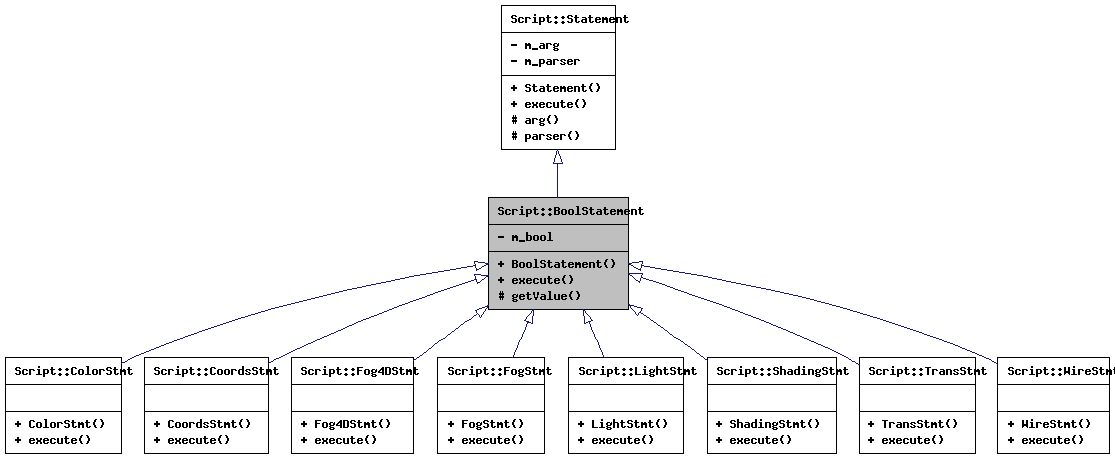 Script::Statement
- m_arg
- m_parser
+ Statement()
+ execute()
# arg()
# parser()
Script::BoolStatement
- m_bool
+ BoolStatement()
+ execute()
# getValue()
Script::ColorStmt
+ ColorStmt()
+ execute()
Script::CoordsStmt
+ CoordsStmt()
+ execute()
Script::Fog4DStmt
+ Fog4DStmt()
+ execute()
Script::FogStmt
+ FogStmt()
+ execute()
Script::LightStmt
+ LightStmt()
+ execute()
Script::ShadingStmt
+ ShadingStmt()
+ execute()
Script::TransStmt
+ TransStmt()
+ execute()
Script::WireStmt
+ WireStmt()
+ execute()